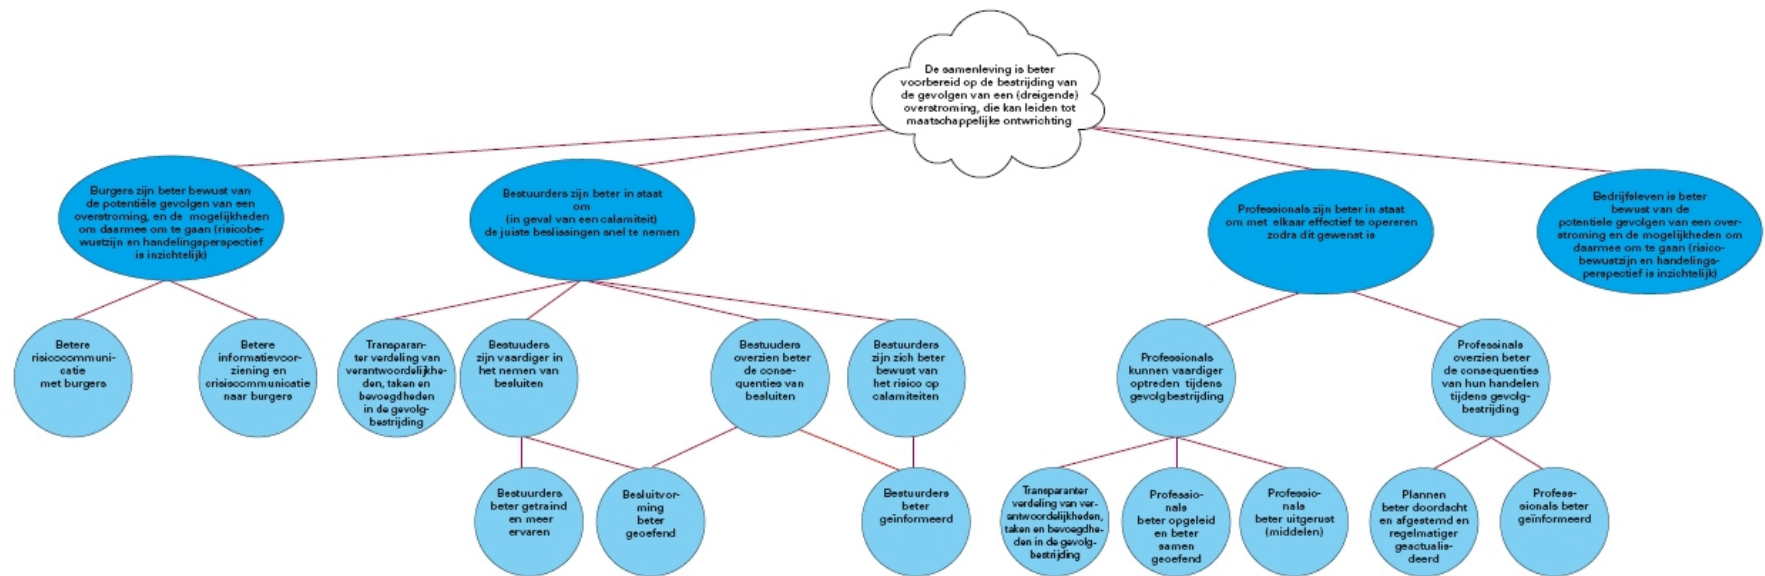 De samenleving is beter
voorbereid op de bestrijding van
de gevolgen van een (dreigende)
overstroming, die kan leiden tot
maatschappelijke ontwrichting
Burgers zijn beter bewust van
de potentiële gevolgen van een
overstroming, en de mogelijkheden
om daarmee om te gaan (risicobe-
wustzijn en handelingsperspectief
is inzichtelijk)
Bestuurders zijn beter in staat
om
(in geval van een calamiteit)
de juiste beslissingen snel te nemen
Professionals zijn beter in staat
om met elkaar effectief te opereren
zodra dit gewenst is
Bedrijfsleven is beter
bewust van de
potentiele gevolgen van een over-
stroming en de mogelijkheden om
daarmee om te gaan (risico-
bewustzijn en handelings-
perspectief is inzichtelijk)
Betere
risicocommuni-
catie
met burgers
Betere
informatievoor-
ziening en
crisiscommunicatie
naar burgers
Transparan-
ter verdeling van
verantwoordelijkhe-
den, taken en
bevoegdheden
in de gevolg-
bestrijding
Bestuuders
zijn vaardiger in
het nemen van
besluiten
Bestuuders
overzien beter
de conse-
quenties van
besluiten
Bestuurders
zijn zich beter
bewust van
het risico op
calamiteiten
Professionals
kunnen vaardiger
optreden tijdens
gevolgbestrijding
Professinals
overzien beter
de consequenties
van hun handelen
tijdens gevolg-
bestrijding
Bestuurders
beter getraind
en meer
ervaren
Besluitvor-
ming
beter
geoefend
Bestuurders
beter
geïnformeerd
Transparanter
verdeling van ver-
antwoordelijkheden,
taken en bevoegdhe-
den in de gevolg-
bestrijding
Professio-
nals
beter opgeleid
en beter
samen
geoefend
Professio-
nals
beter uitgerust
(middelen)
Plannen
beter doordacht
en afgestemd en
regelmatiger
geactualis-
deerd
Profess-
sionals beter
geïnformeerd